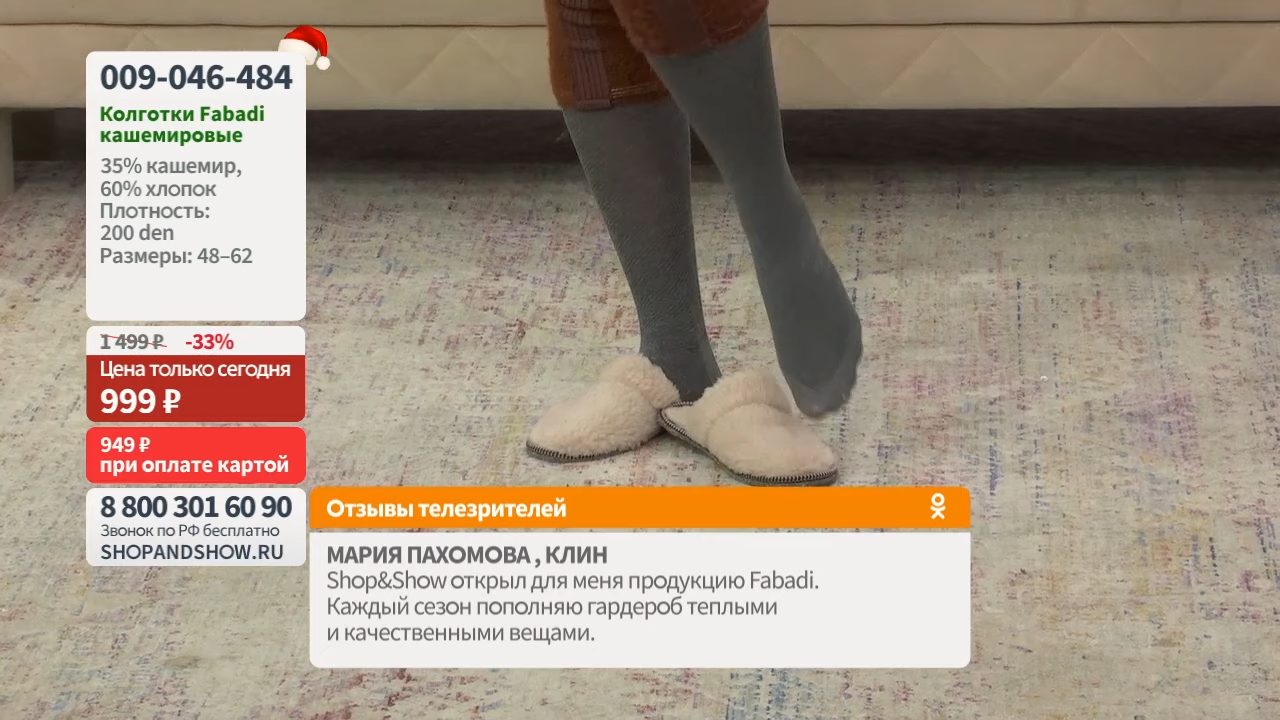 009-046-484
Колготки Fabadi
кашемировые
35% кашемир,
60% хлопок
Плотность:
200 den
Размеры: 48–62
1 499 ₽ -33%
Цена только сегодня
999 ₽
949 ₽
при оплате картой
8 800 301 60 90
Звонок по РФ бесплатно
SHOPANDSHOW.RU
Отзывы телезрителей
МАРИЯ ПАХОМОВА , КЛИН
Shop&Show открыл для меня продукцию Fabadi.
Каждый сезон пополняю гардероб теплыми
и качественными вещами.